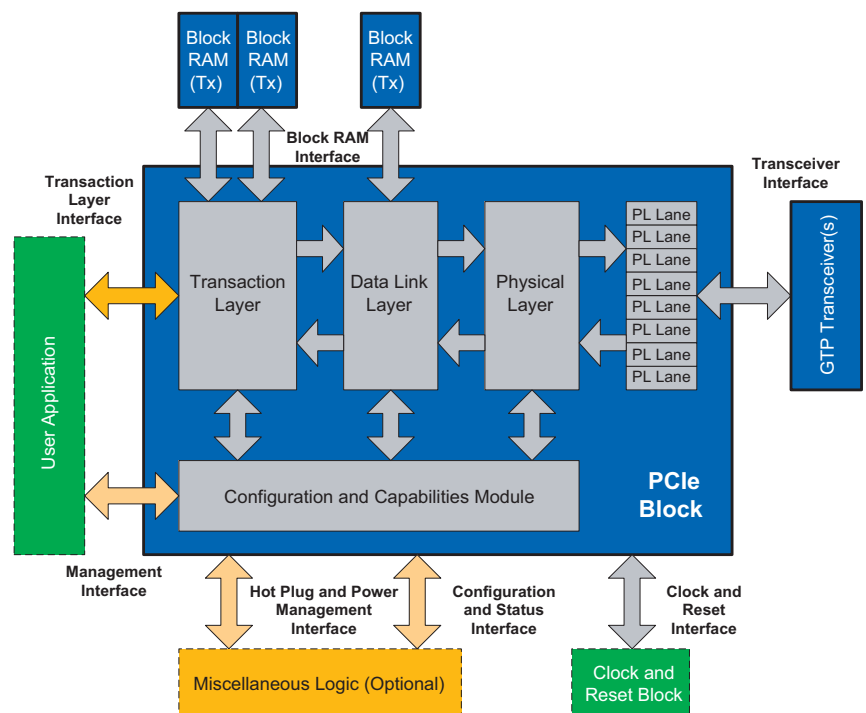 Block
RAM
(Tx)
Block
RAM
(Tx)
Block
RAM
(Tx)
Block RAM
Interface
Transaction
Layer
Interface
Transceiver
Interface
User Application
Transaction
Layer
Data Link
Layer
Physical
Layer
PL Lane
PL Lane
PL Lane
PL Lane
PL Lane
PL Lane
PL Lane
PL Lane
GTP Transceiver(s)
Configuration and Capabilities Module
PCIe
Block
Management
Interface
Hot Plug and Power
Management
Interface
Configuration
and Status
Interface
Clock and
Reset
Interface
Miscellaneous Logic (Optional)
Clock and
Reset Block